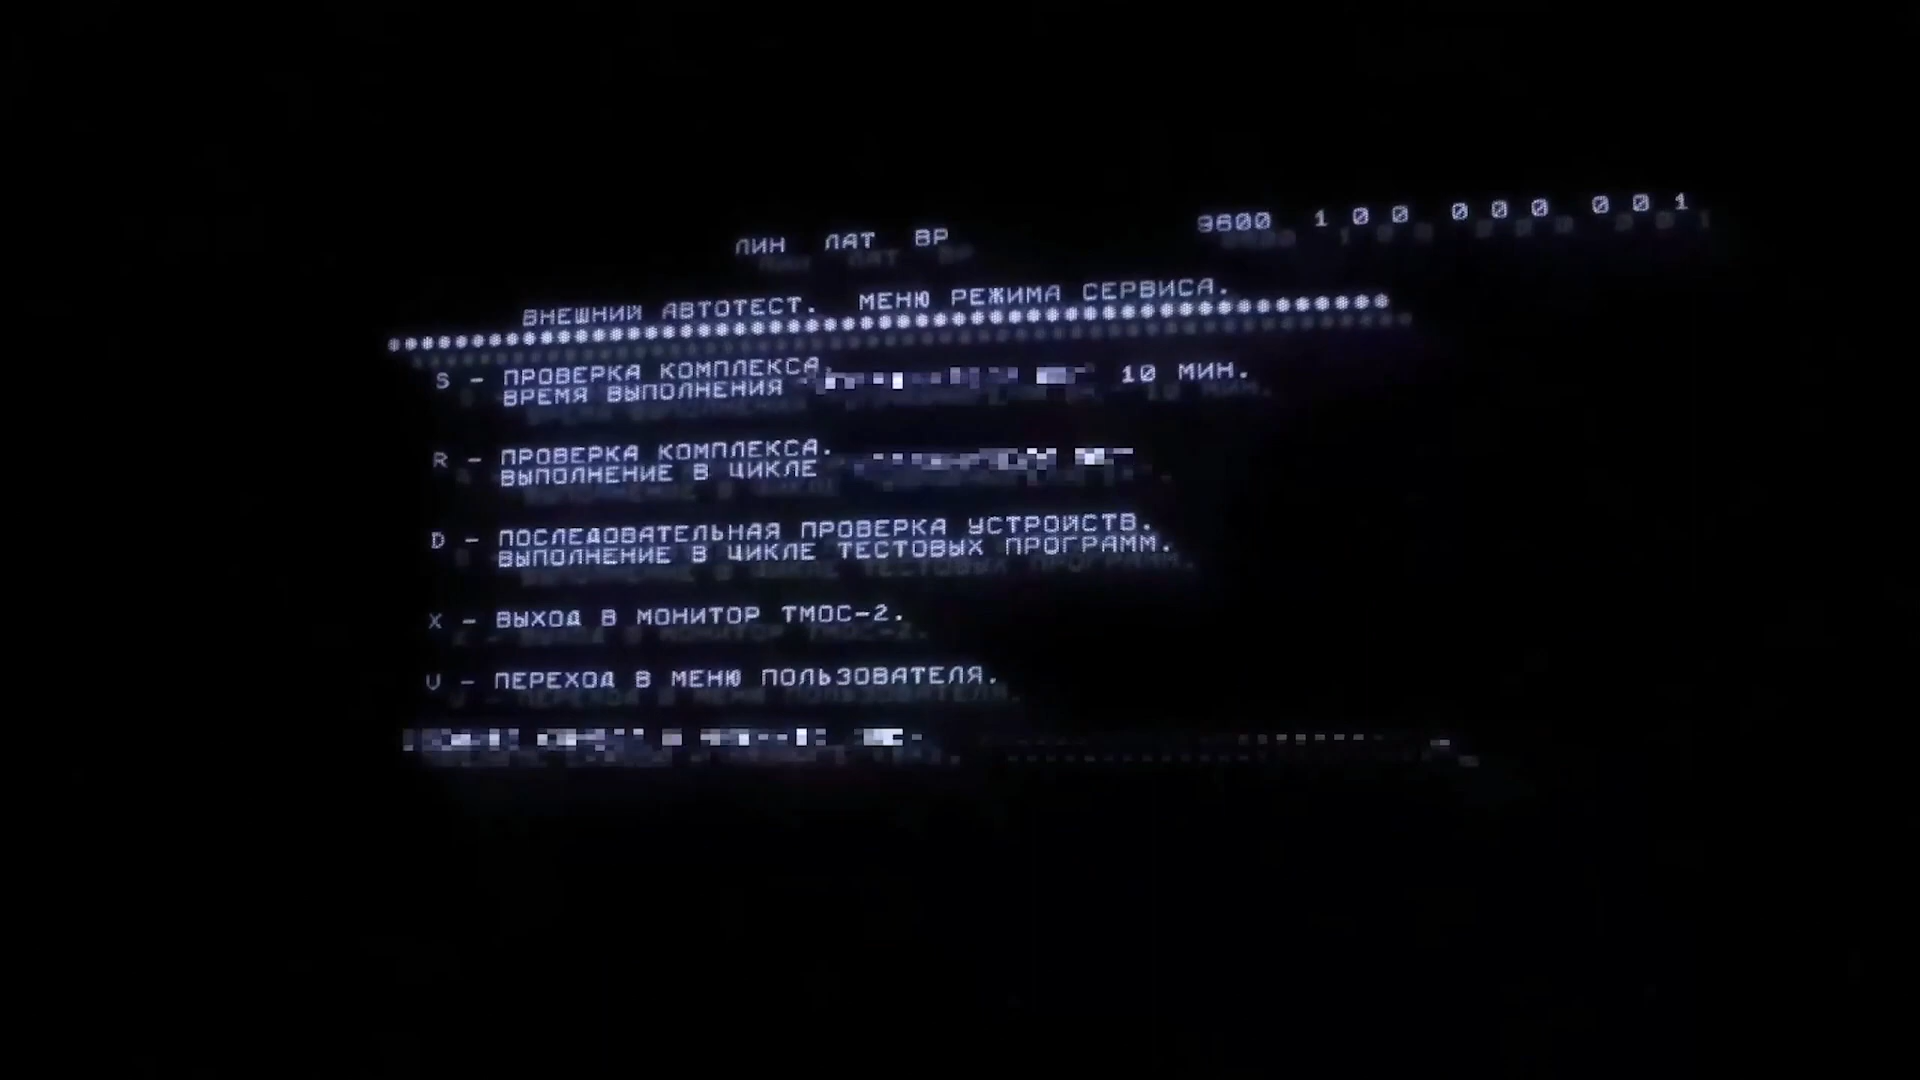 ЛИН ЛАТ ВР 9600 1 0 0 0 0 0 0 0 1
ВНЕШНИЙ АВТОТЕСТ. МЕНЮ РЕЖИМА СЕРВИСА.
S - ПРОВЕРКА КОМПЛЕКСА.
ВРЕМЯ ВЫПОЛНЕНИЯ 10 МИН.
R - ПРОВЕРКА КОМПЛЕКСА.
ВЫПОЛНЕНИЕ В ЦИКЛЕ
D - ПОСЛЕДОВАТЕЛЬНАЯ ПРОВЕРКА УСТРОЙСТВ.
ВЫПОЛНЕНИЕ В ЦИКЛЕ ТЕСТОВЫХ ПРОГРАММ.
X - ВЫХОД В МОНИТОР ТМОС-2.
U - ПЕРЕХОД В МЕНЮ ПОЛЬЗОВАТЕЛЯ.